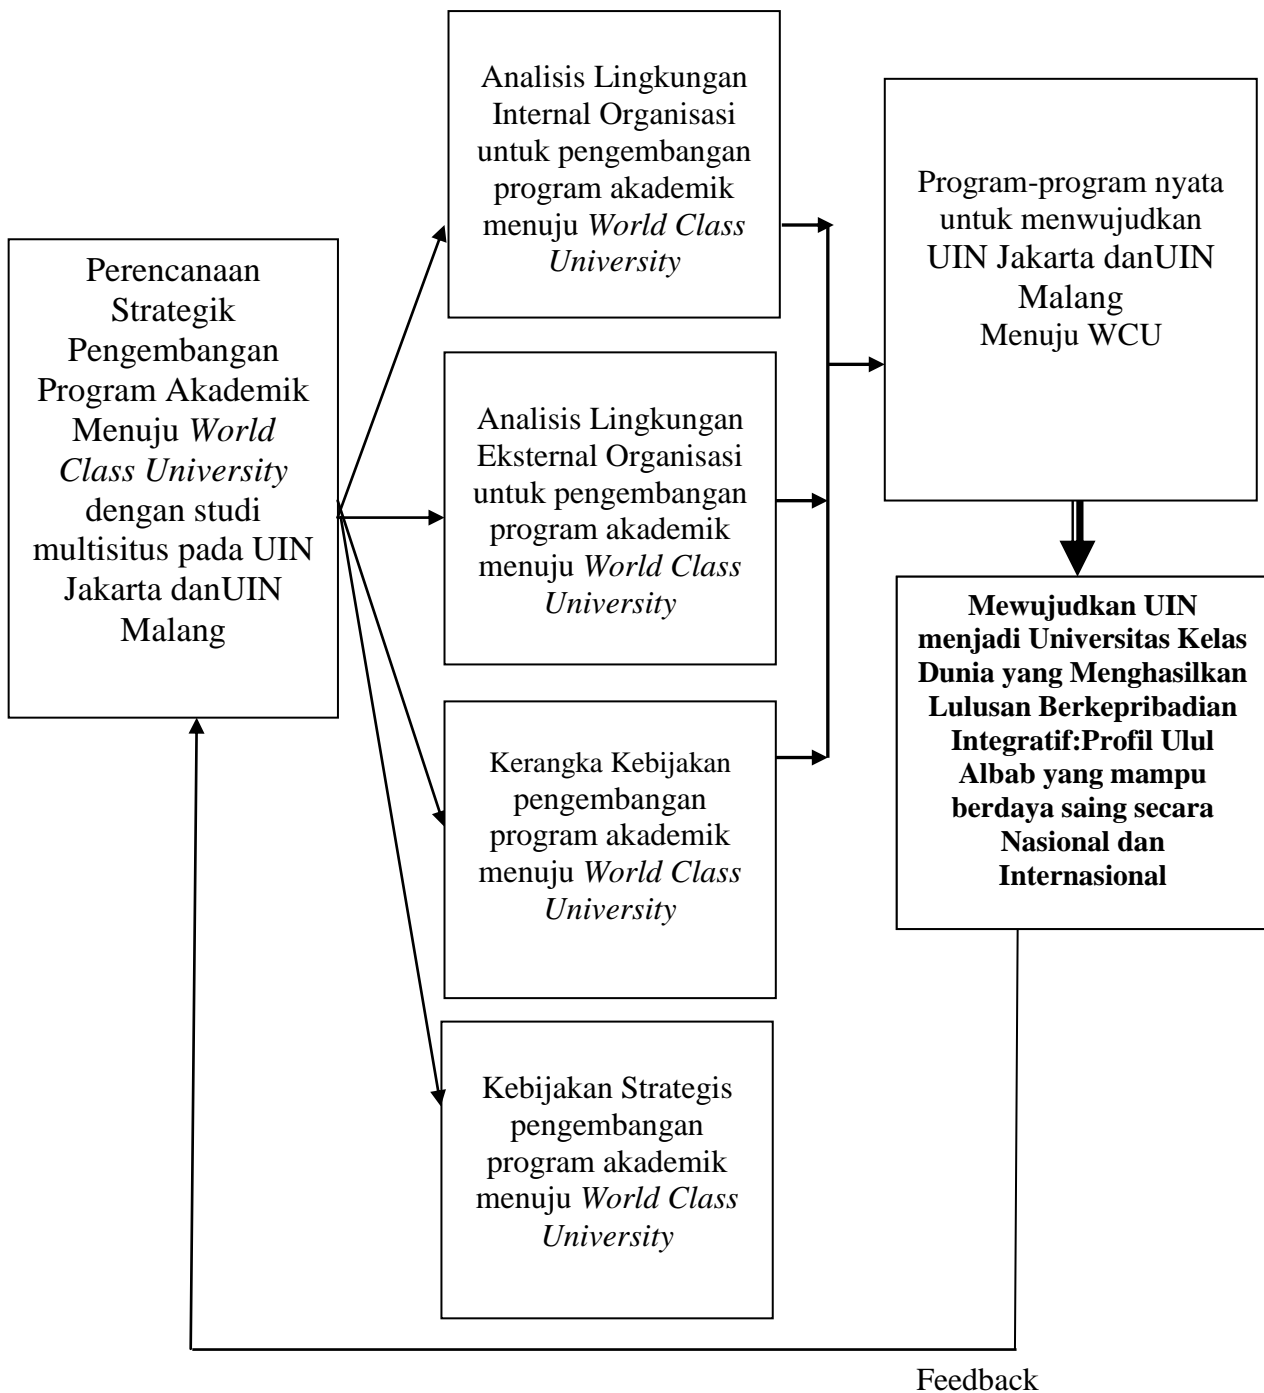 Perencanaan
Strategik
Pengembangan
Program Akademik
Menuju World
Class University
dengan studi
multisitus pada UIN
Jakarta danUIN
Malang
Analisis Lingkungan
Internal Organisasi
untuk pengembangan
program akademik
menuju World Class
University
Analisis Lingkungan
Eksternal Organisasi
untuk pengembangan
program akademik
menuju World Class
University
Kerangka Kebijakan
pengembangan
program akademik
menuju World Class
University
Kebijakan Strategis
pengembangan
program akademik
menuju World Class
University
Program-program nyata
untuk menwujudkan
UIN Jakarta danUIN
Malang
Menuju WCU
Mewujudkan UIN
menjadi Universitas Kelas
Dunia yang Menghasilkan
Lulusan Berkepribadian
Integratif:Profil Ulul
Albab yang mampu
berdaya saing secara
Nasional dan
Internasional
Feedback